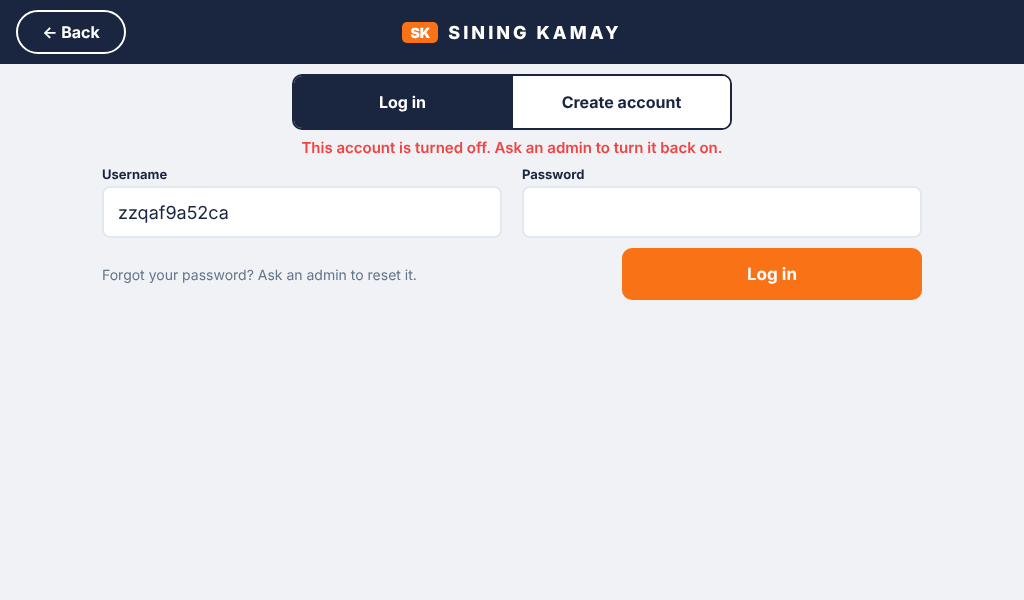 ← Back
SK SINING KAMAY
Log in
Create account
This account is turned off. Ask an admin to turn it back on.
Username
Password
zzqaf9a52ca
Forgot your password? Ask an admin to reset it.
Log in